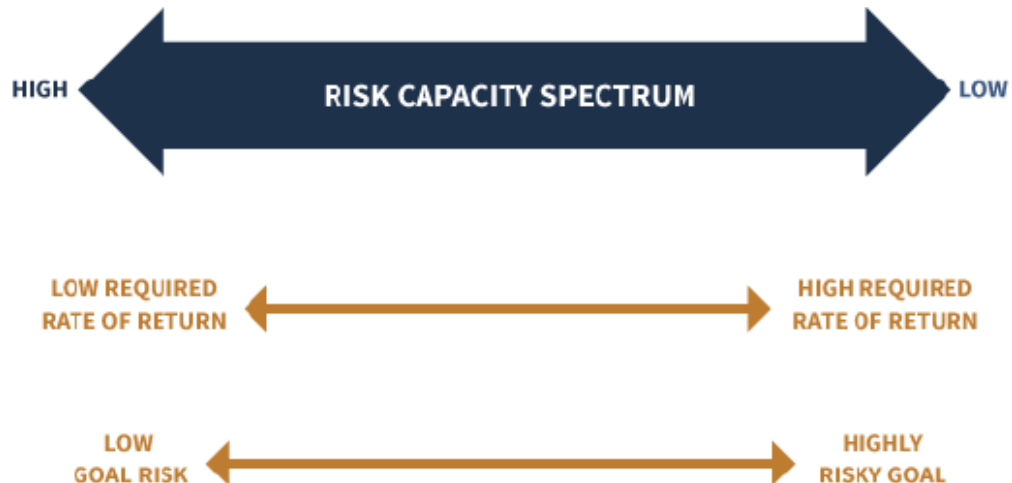 HIGH
RISK CAPACITY SPECTRUM
LOW
LOW REQUIRED
RATE OF RETURN
HIGH REQUIRED
RATE OF RETURN
LOW
GOAL RISK
HIGHLY
RISKY GOAL